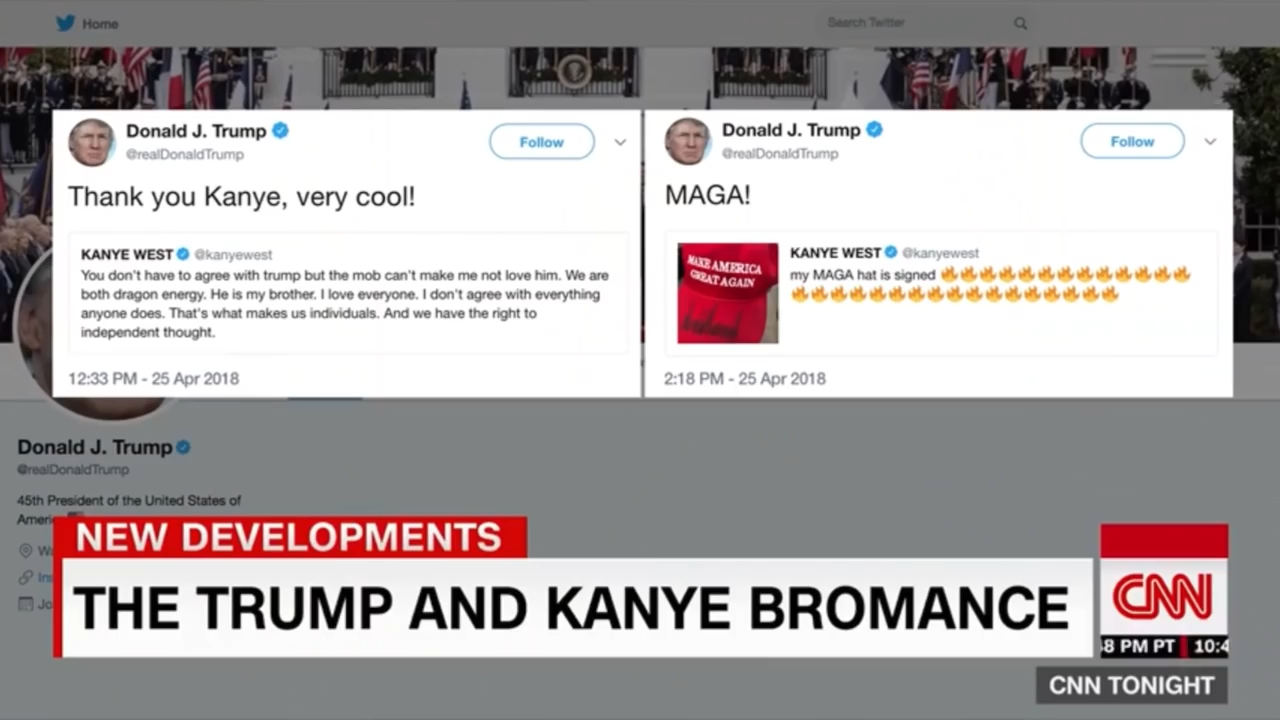 Home
Search Twitter
Donald J. Trump
@realDonaldTrump
Follow
Thank you Kanye, very cool!
KANYE WEST @kanyewest
You don't have to agree with trump but the mob can't make me not love him. We are
both dragon energy. He is my brother. I love everyone. I don't agree with everything
anyone does. That's what makes us individuals. And we have the right to
independent thought.
12:33 PM - 25 Apr 2018
Donald J. Trump
@realDonaldTrump
Follow
MAGA!
MAKE AMERICA
GREAT AGAIN
KANYE WEST @kanyewest
my MAGA hat is signed 🔥🔥🔥🔥🔥🔥🔥🔥🔥🔥🔥🔥🔥
🔥🔥🔥🔥🔥🔥🔥🔥🔥🔥🔥🔥🔥🔥🔥🔥🔥
2:18 PM - 25 Apr 2018
Donald J. Trump
@realDonaldTrump
45th President of the United States of
NEW DEVELOPMENTS
THE TRUMP AND KANYE BROMANCE
CNN
8 PM PT 10:4
CNN TONIGHT